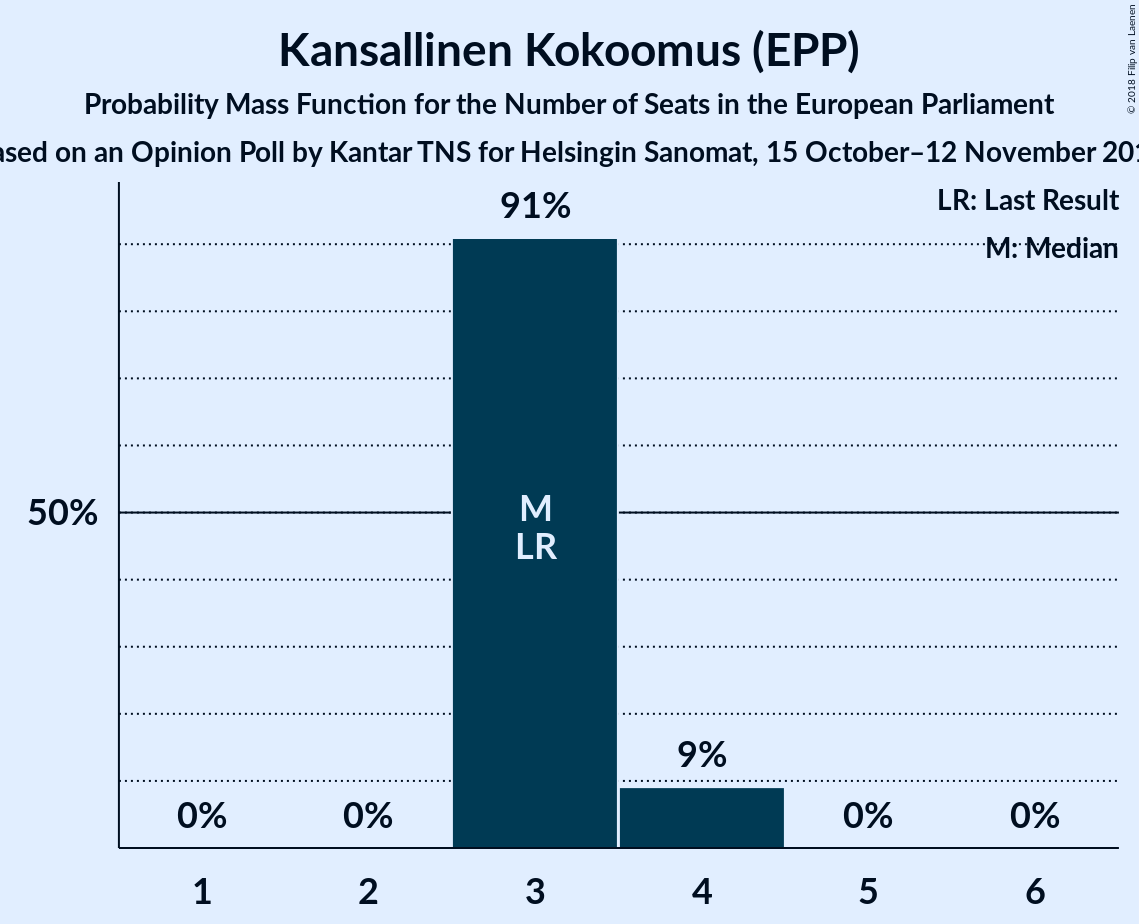 Kansallinen Kokoomus (EPP)
Probability Mass Function for the Number of Seats in the European Parliament
on an Opinion Poll by Kantar TNS for Helsingin Sanomat, 15 October–12 November
© 2018 Filip van Laenen
LR: Last Result
M: Median
91%
50%
M
LR
9%
0%
0%
0%
0%
1
2
3
4
5
6